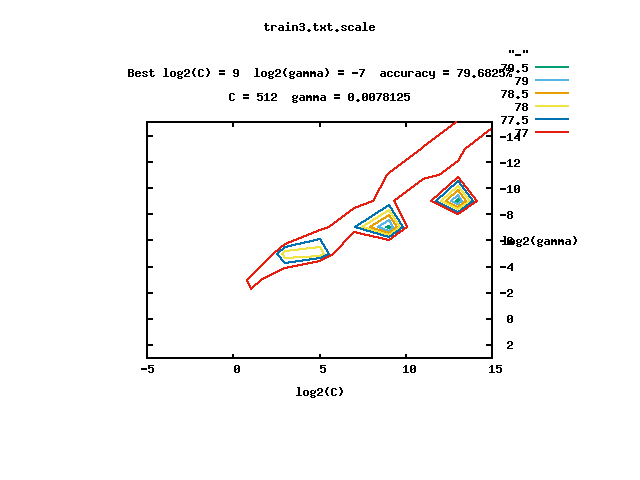 train3.txt.scale
"-"
Best log2(C) = 9  log2(gamma) = -7  accuracy = 79.6825%
79.5
79
C = 512  gamma = 0.0078125
78.5
78
77.5
77
-14
-12
-10
-8
-6
log2(gamma)
-4
-2
0
2
-5 0 5 10 15
log2(C)